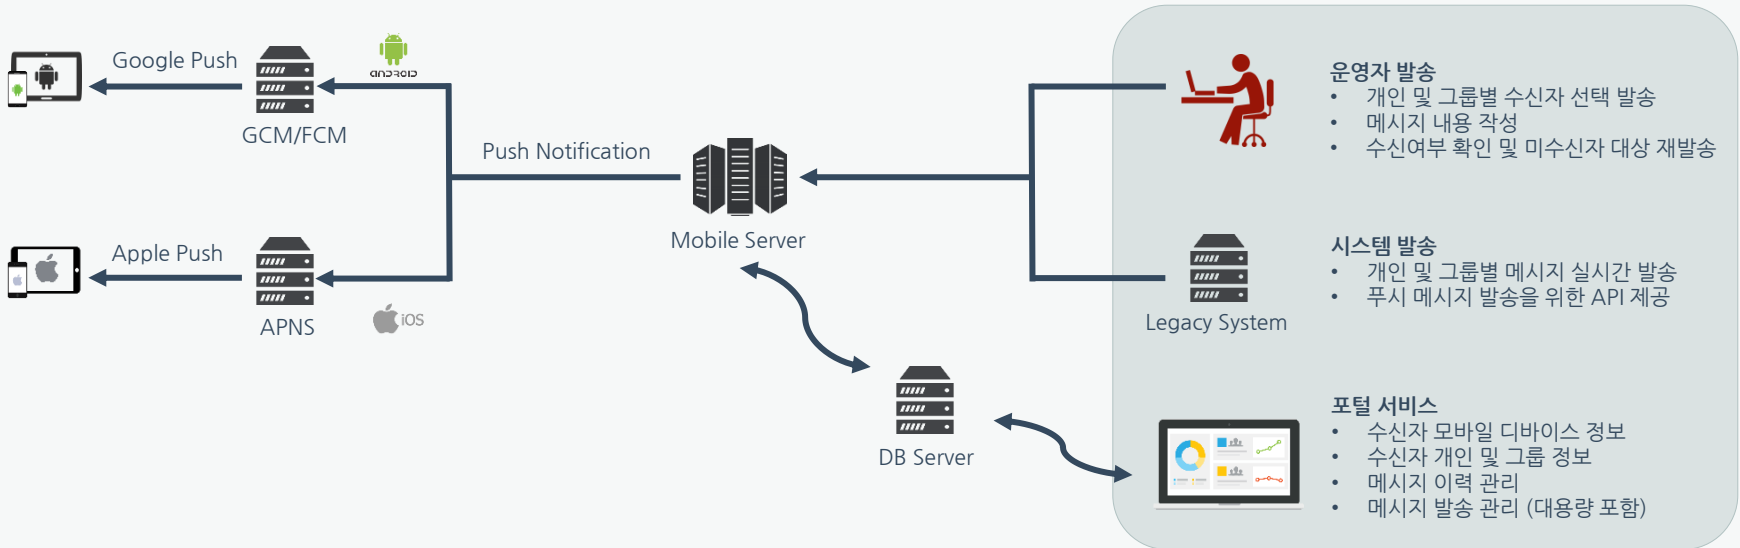 Google Push
ANDROID
GCM/FCM
Push Notification
Mobile Server
Apple Push
APNS
iOS
DB Server
운영자 발송
• 개인 및 그룹별 수신자 선택 발송
• 메시지 내용 작성
• 수신여부 확인 및 미수신자 대상 재발송
시스템 발송
• 개인 및 그룹별 메시지 실시간 발송
• 푸시 메시지 발송을 위한 API 제공
Legacy System
포털 서비스
• 수신자 모바일 디바이스 정보
• 수신자 개인 및 그룹 정보
• 메시지 이력 관리
• 메시지 발송 관리 (대용량 포함)